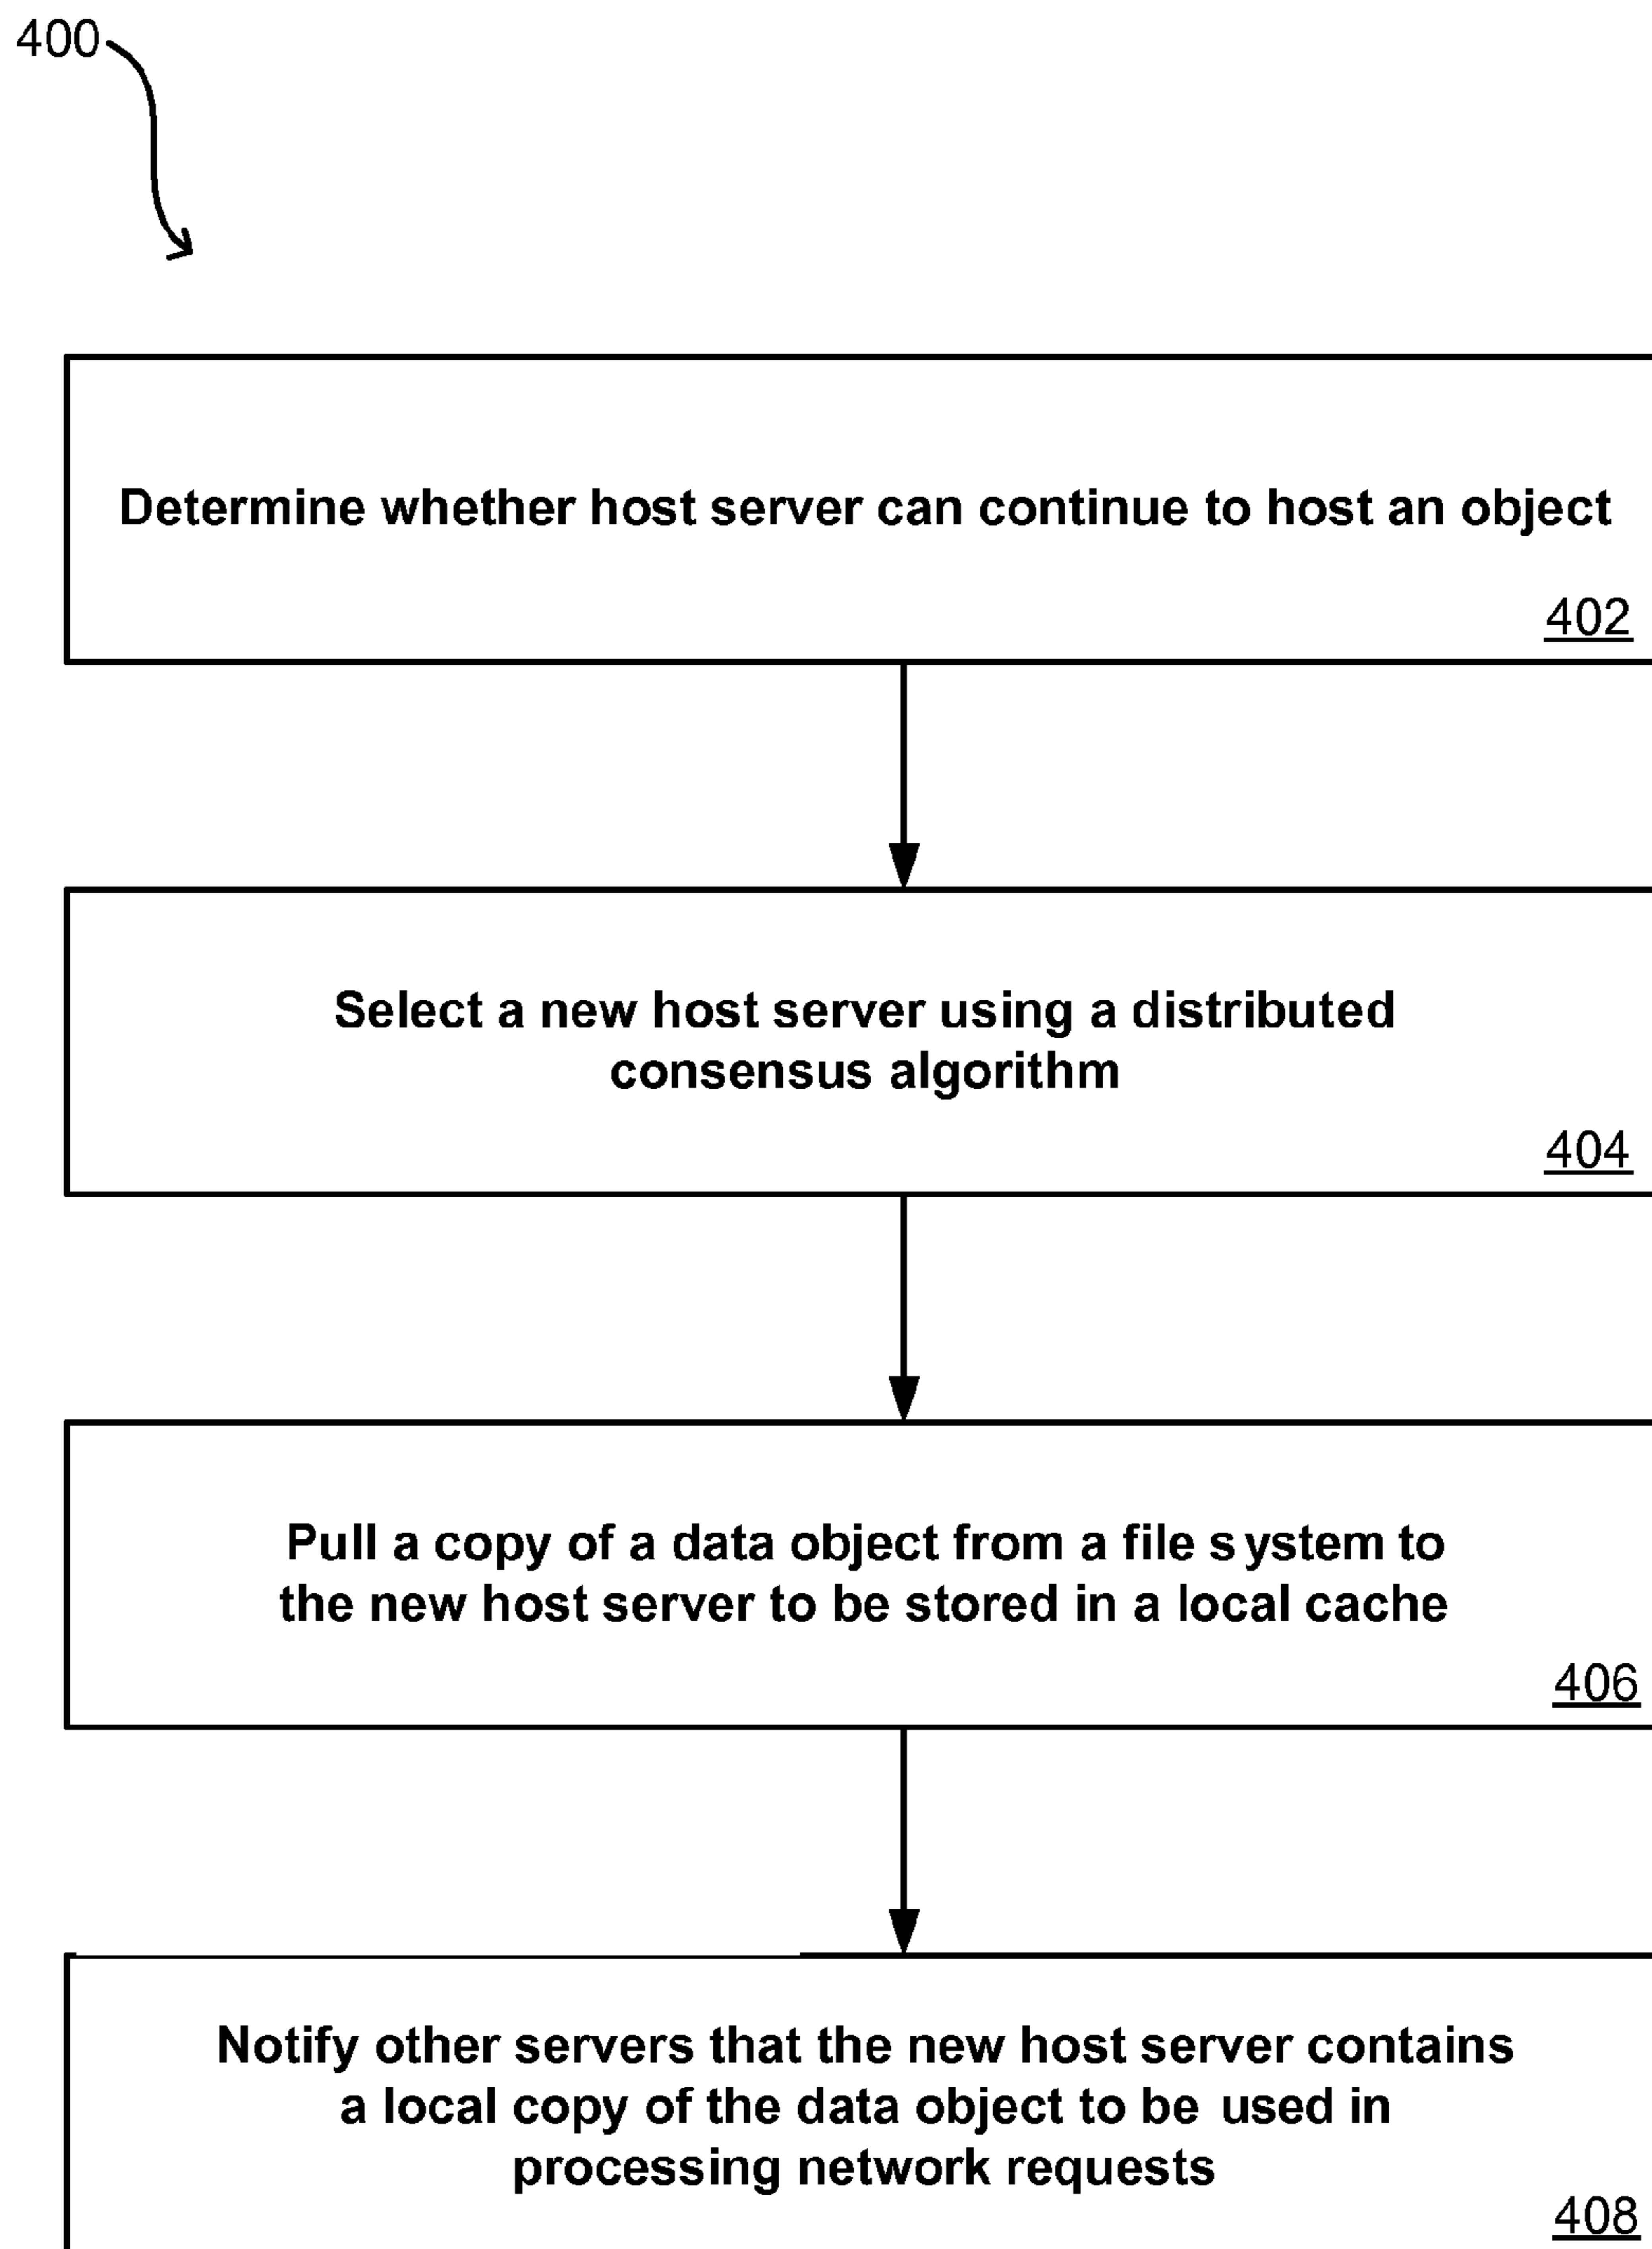 400
Determine whether host server can continue to host an object
402
Select a new host server using a distributed
consensus algorithm
404
Pull a copy of a data object from a file system to
the new host server to be stored in a local cache
406
Notify other servers that the new host server contains
a local copy of the data object to be used in
processing network requests
408